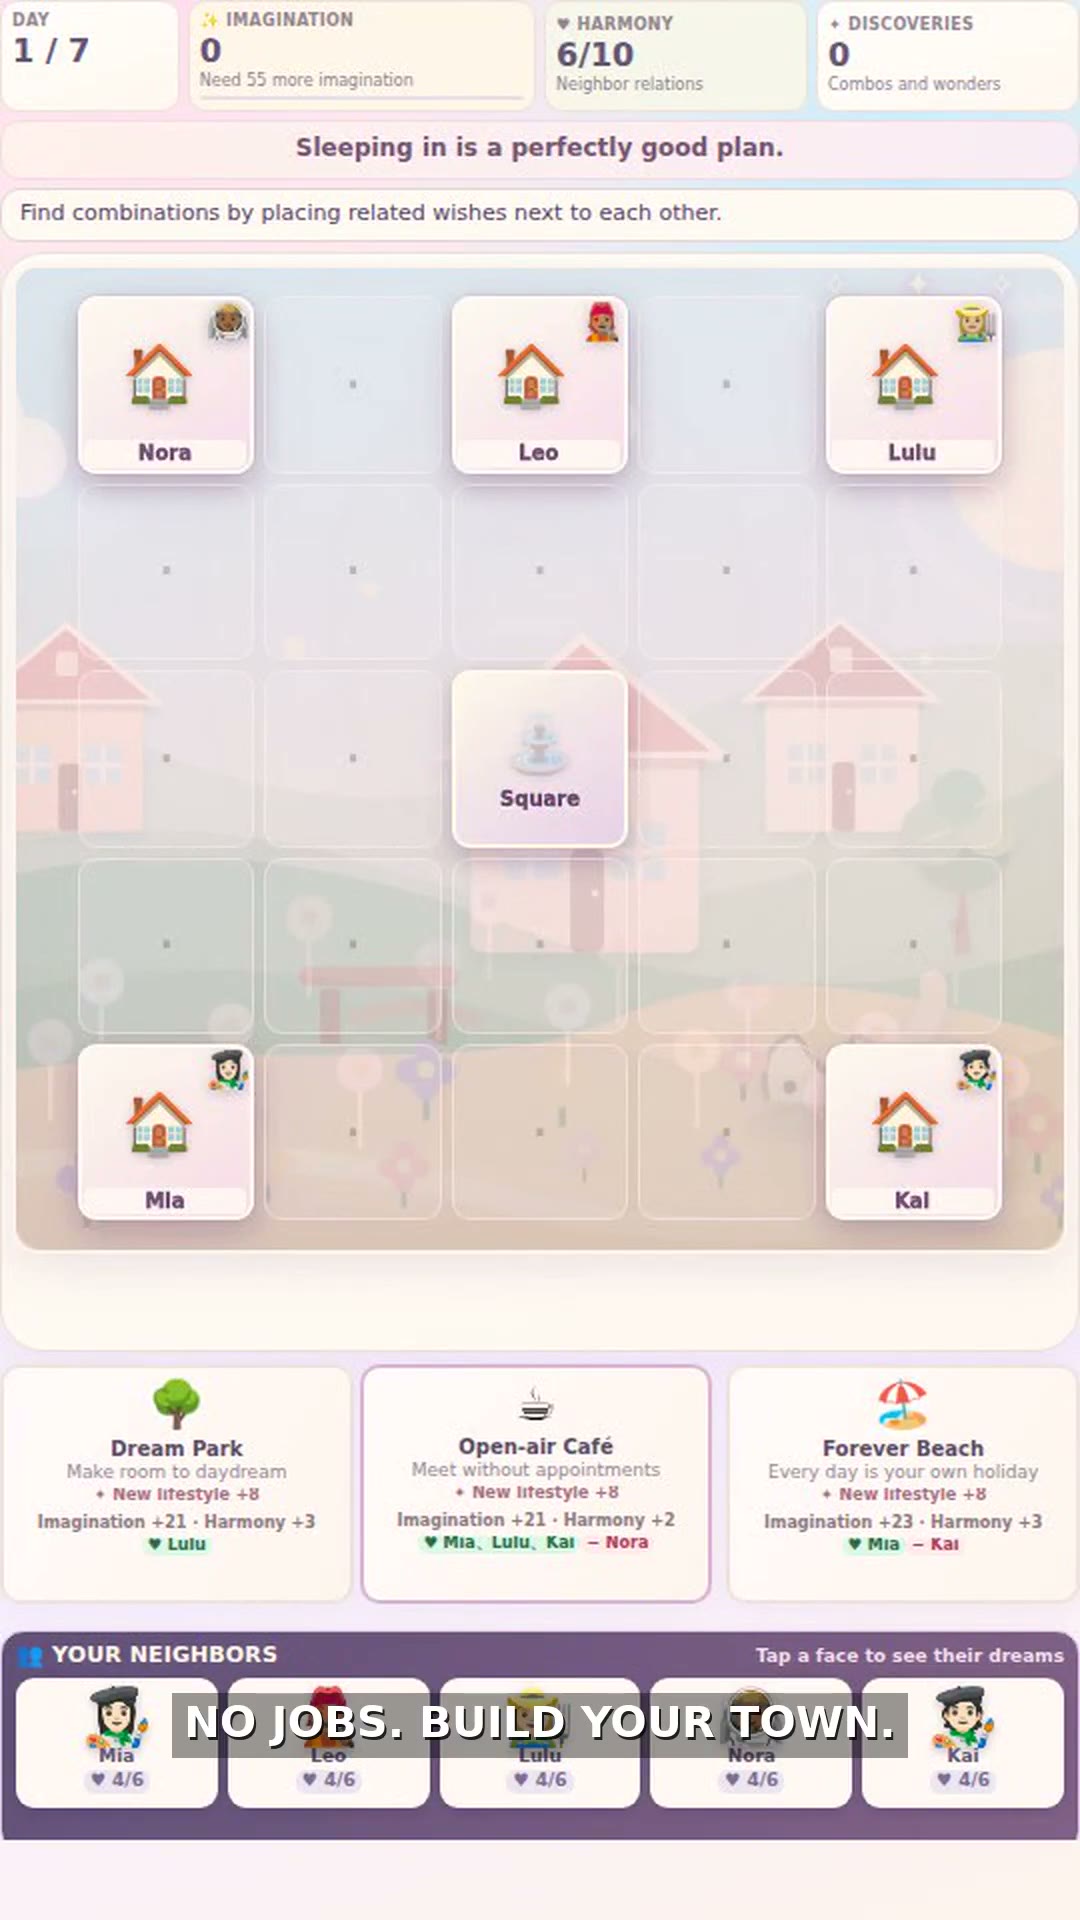 DAY
1 / 7
✨ IMAGINATION
0
Need 55 more imagination
♥ HARMONY
6/10
Neighbor relations
✦ DISCOVERIES
0
Combos and wonders
Sleeping in is a perfectly good plan.
Find combinations by placing related wishes next to each other.
Nora
Leo
Lulu
Square
Mia
Kai
Dream Park
Make room to daydream
✦ New lifestyle +8
Imagination +21 · Harmony +3
♥ Lulu
Open-air Café
Meet without appointments
✦ New lifestyle +8
Imagination +21 · Harmony +2
♥ Mia、Lulu、Kai − Nora
Forever Beach
Every day is your own holiday
✦ New lifestyle +8
Imagination +23 · Harmony +3
♥ Mia − Kai
YOUR NEIGHBORS
Tap a face to see their dreams
NO JOBS. BUILD YOUR TOWN.
Mia
♥ 4/6
Leo
♥ 4/6
Lulu
♥ 4/6
Nora
♥ 4/6
Kai
♥ 4/6